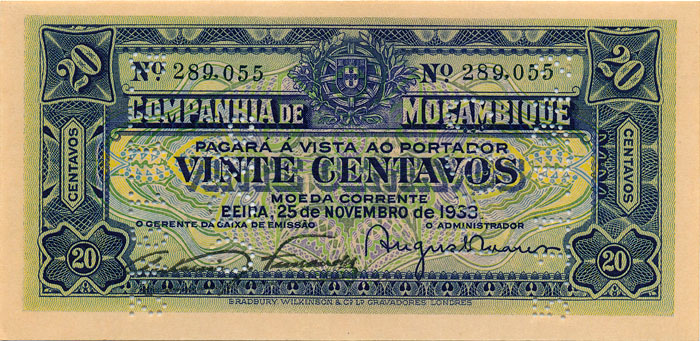 20 20
Nº 289.055 Nº 289.055
COMPANHIA DE MOÇAMBIQUE
PAGARÁ Á VISTA AO PORTADOR
VINTE CENTAVOS
CENTAVOS CENTAVOS
MOEDA CORRENTE
BEIRA, 25 de NOVEMBRO de 1933
O GERENTE DA CAIXA DE EMISSÃO O ADMINISTRADOR
20 20
BRADBURY WILKINSON & Cº Lº GRAVADORES LONDRES